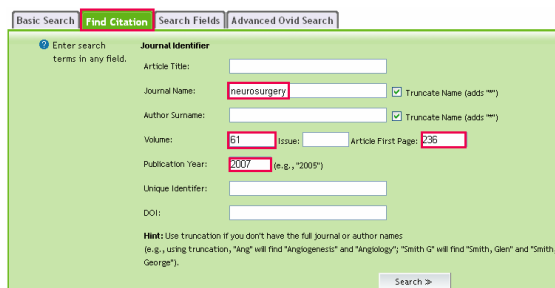 Basic Search Find Citation Search Fields Advanced Ovid Search
Enter search terms in any field.
Journal Identifier
Article Title:
Journal Name: neurosurgery Truncate Name (adds "*")
Author Surname: Truncate Name (adds "*")
Volume: 61 Issue: Article First Page: 236
Publication Year: 2007 (e.g., "2005")
Unique Identifer:
DOI:
Hint: Use truncation if you don't have the full journal or author names
(e.g., using truncation, "Ang" will find "Angiogenesis" and "Angiology"; "Smith G" will find "Smith, Glen" and "Smith,
George").
Search >